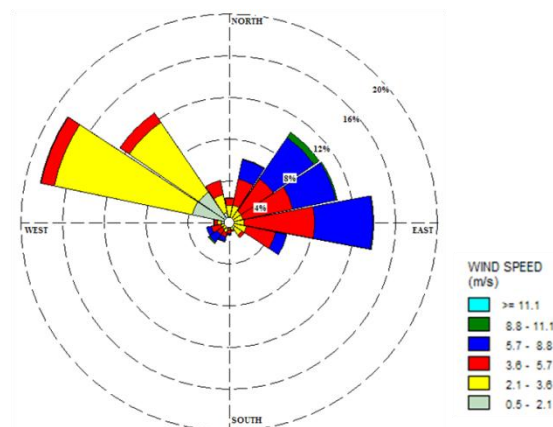 NORTH
20%
16%
12%
8%
4%
WEST
EAST
SOUTH
WIND SPEED
(m/s)
>= 11.1
8.8 - 11.1
5.7 - 8.8
3.6 - 5.7
2.1 - 3.6
0.5 - 2.1